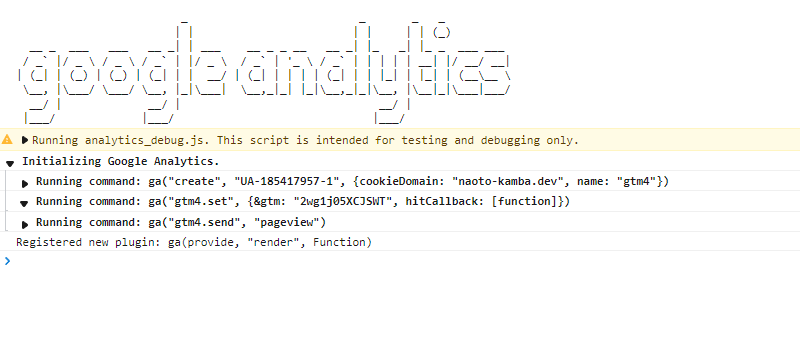 google analytics
Running analytics_debug.js. This script is intended for testing and debugging only.
Initializing Google Analytics.
Running command: ga("create", "UA-185417957-1", {cookieDomain: "naoto-kamba.dev", name: "gtm4"})
Running command: ga("gtm4.set", {&gtm: "2wg1j05XCJSWT", hitCallback: [function]})
Running command: ga("gtm4.send", "pageview")
Registered new plugin: ga(provide, "render", Function)